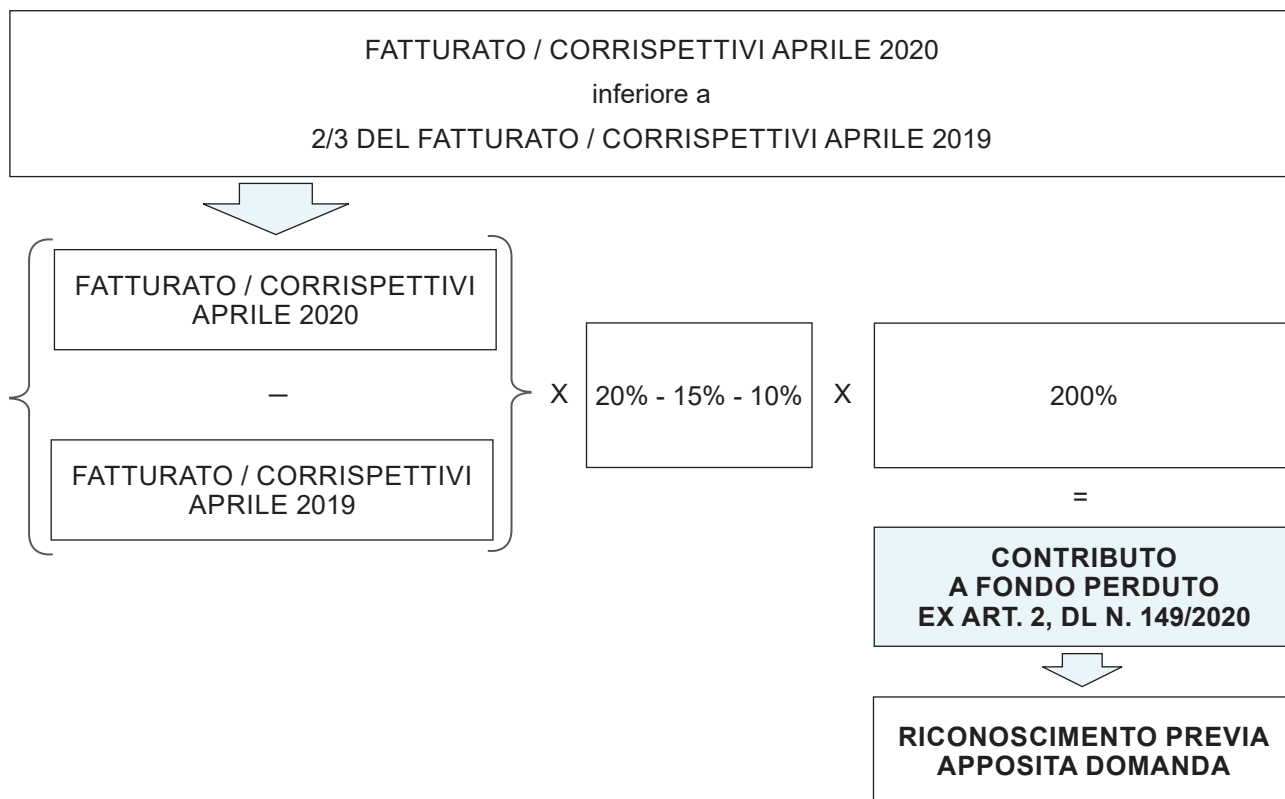 FATTURATO / CORRISPETTIVI APRILE 2020
inferiore a
2/3 DEL FATTURATO / CORRISPETTIVI APRILE 2019
FATTURATO / CORRISPETTIVI
APRILE 2020
–
FATTURATO / CORRISPETTIVI
APRILE 2019
X
20% - 15% - 10%
X
200%
=
CONTRIBUTO
A FONDO PERDUTO
EX ART. 2, DL N. 149/2020
RICONOSCIMENTO PREVIA
APPOSITA DOMANDA